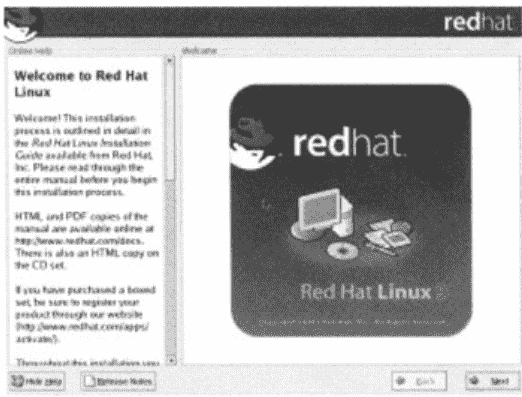 redhat
Online Help
Welcome
Welcome to Red Hat
Linux
Welcome! This installation
process is outlined in detail in
the Red Hat Linux Installation
Guide available from Red Hat,
Inc. Please read through the
entire manual before you begin
this installation process.
HTML and PDF copies of the
manual are available online at
http://www.redhat.com/docs.
There is also an HTML copy on
the CD set.
If you have purchased a boxed
set, be sure to register your
product through our website
(http://www.redhat.com/apps/
activate/).
Throughout this installation you
redhat.
Red Hat Linux
Hide Help
Release Notes
Back
Next